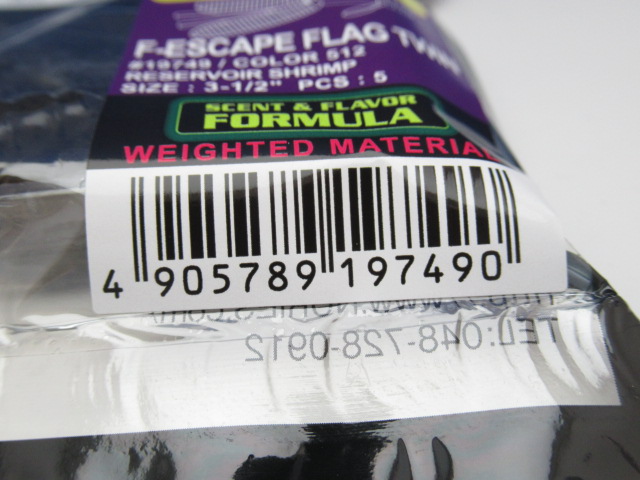 F-ESCAPE FLAG TWIN
#19749 / COLOR 512
RESERVOIR SHRIMP
SIZE : 3-1/2" PCS : 5
SCENT & FLAVOR
FORMULA
WEIGHTED MATERIAL
4 905789 197490
TEL:048-728-0912